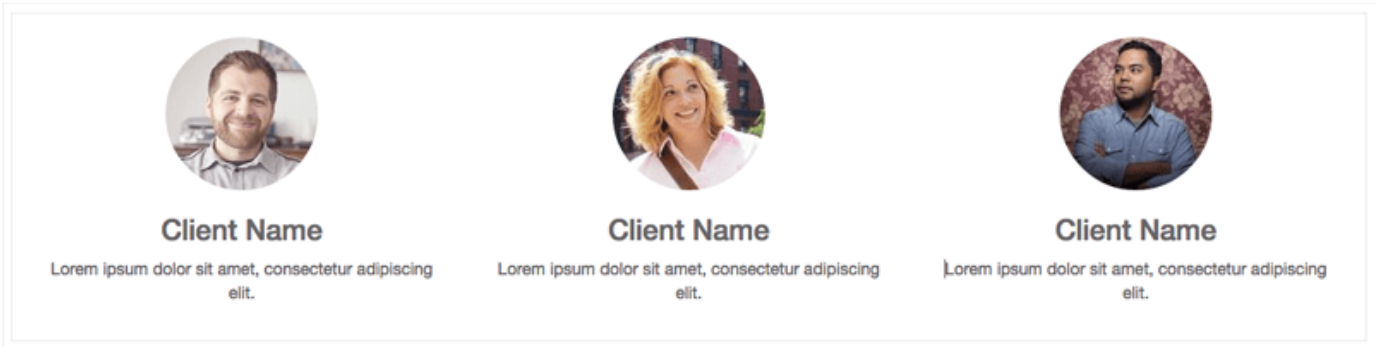 Client Name
Lorem ipsum dolor sit amet, consectetur adipiscing
elit.
Client Name
Lorem ipsum dolor sit amet, consectetur adipiscing
elit.
Client Name
Lorem ipsum dolor sit amet, consectetur adipiscing
elit.